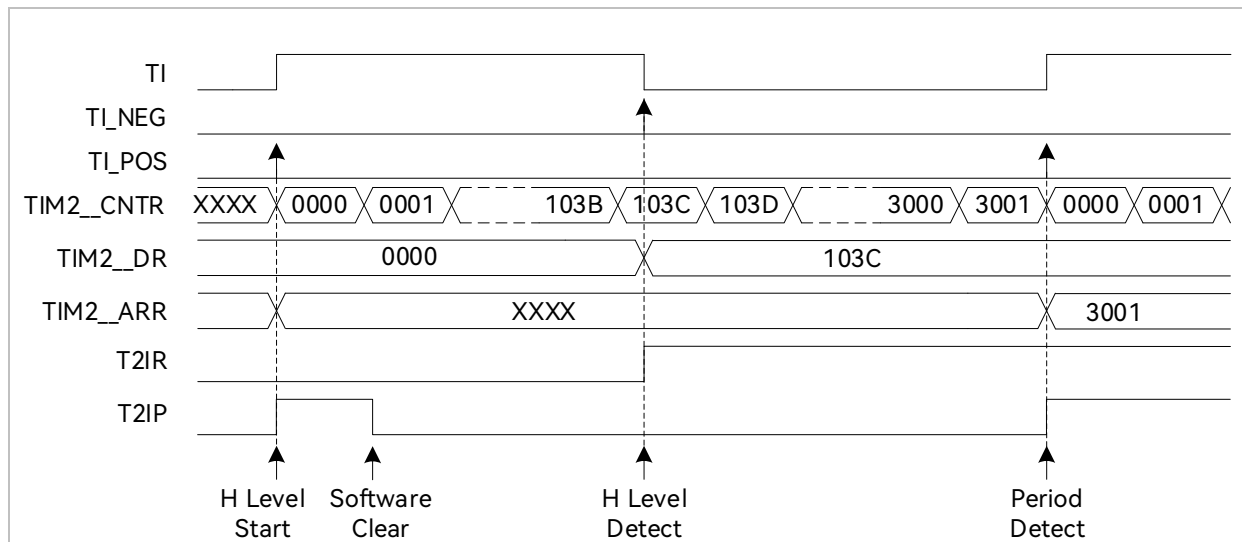 TI
TI_NEG
TI_POS
TIM2__CNTR XXXX 0000 0001 103B 103C 103D 3000 3001 0000 0001
TIM2__DR 0000 103C
TIM2__ARR XXXX 3001
T2IR
T2IP
H Level Software H Level Period
Start Clear Detect Detect